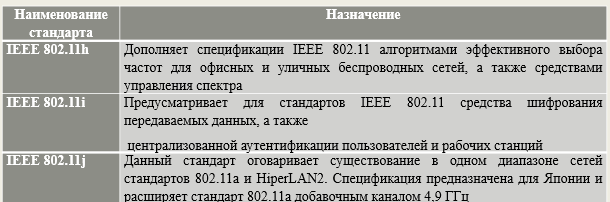 Наименование стандарта
Назначение
IEEE 802.11h
Дополняет спецификации IEEE 802.11 алгоритмами эффективного выбора
частот для офисных и уличных беспроводных сетей, а также средствами
управления спектра
IEEE 802.11i
Предусматривает для стандартов IEEE 802.11 средства шифрования
передаваемых данных, а также
централизованной аутентификации пользователей и рабочих станций
IEEE 802.11j
Данный стандарт оговаривает существование в одном диапазоне сетей
стандартов 802.11a и HiperLAN2. Спецификация предназначена для Японии и
расширяет стандарт 802.11a добавочным каналом 4,9 ГГц